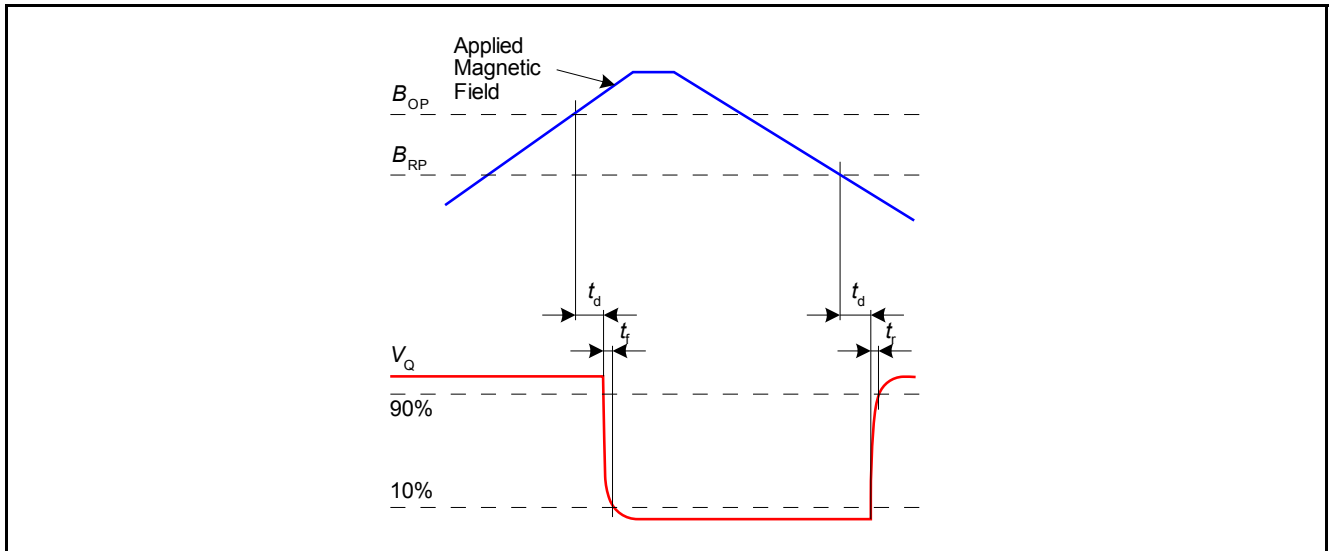 Applied
Magnetic
Field
B_OP
B_RP
t_d
t_d
t_f
t_r
V_Q
90%
10%